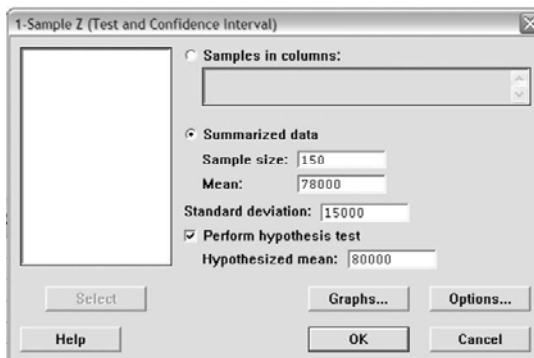 1-Sample Z (Test and Confidence Interval)
Samples in columns:
Summarized data
Sample size: 150
Mean: 78000
Standard deviation: 15000
Perform hypothesis test
Hypothesized mean: 80000
Select
Graphs...
Options...
Help
OK
Cancel